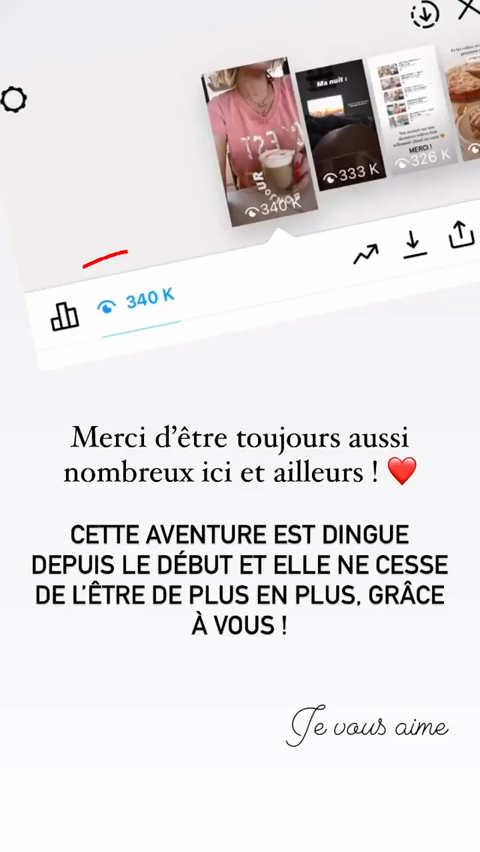 Ma nuit :
MERCI !
340 K
333 K
326 K
340 K
Merci d’être toujours aussi
nombreux ici et ailleurs ! ❤️
CETTE AVENTURE EST DINGUE
DEPUIS LE DÉBUT ET ELLE NE CESSE
DE L’ÊTRE DE PLUS EN PLUS, GRÂCE
À VOUS !
Je vous aime